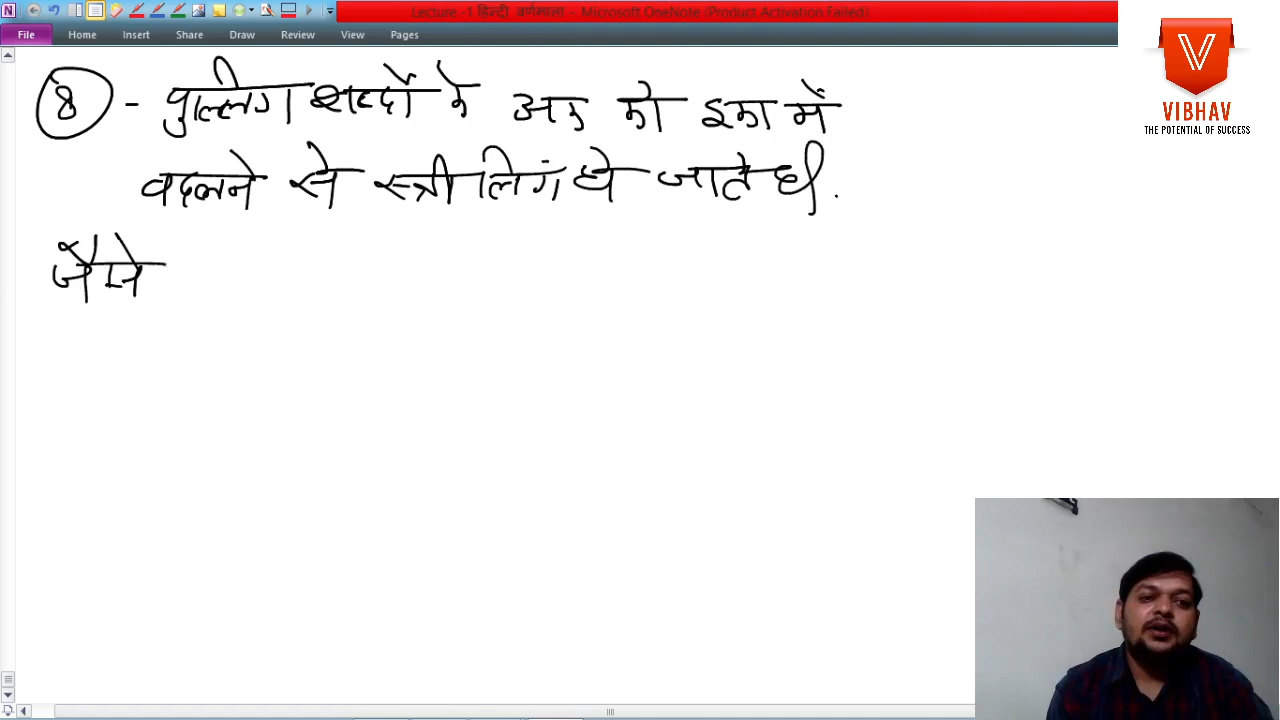 Lecture -1 हिन्दी वर्णमाला - Microsoft OneNote (Product Activation Failed)
File Home Insert Share Draw Review View Pages
VIBHAV
THE POTENTIAL OF SUCCESS
8 - पुल्लिग शब्दों के अक को इका में
बदलने से स्त्रीलिगं हो जाते है.
जैसे